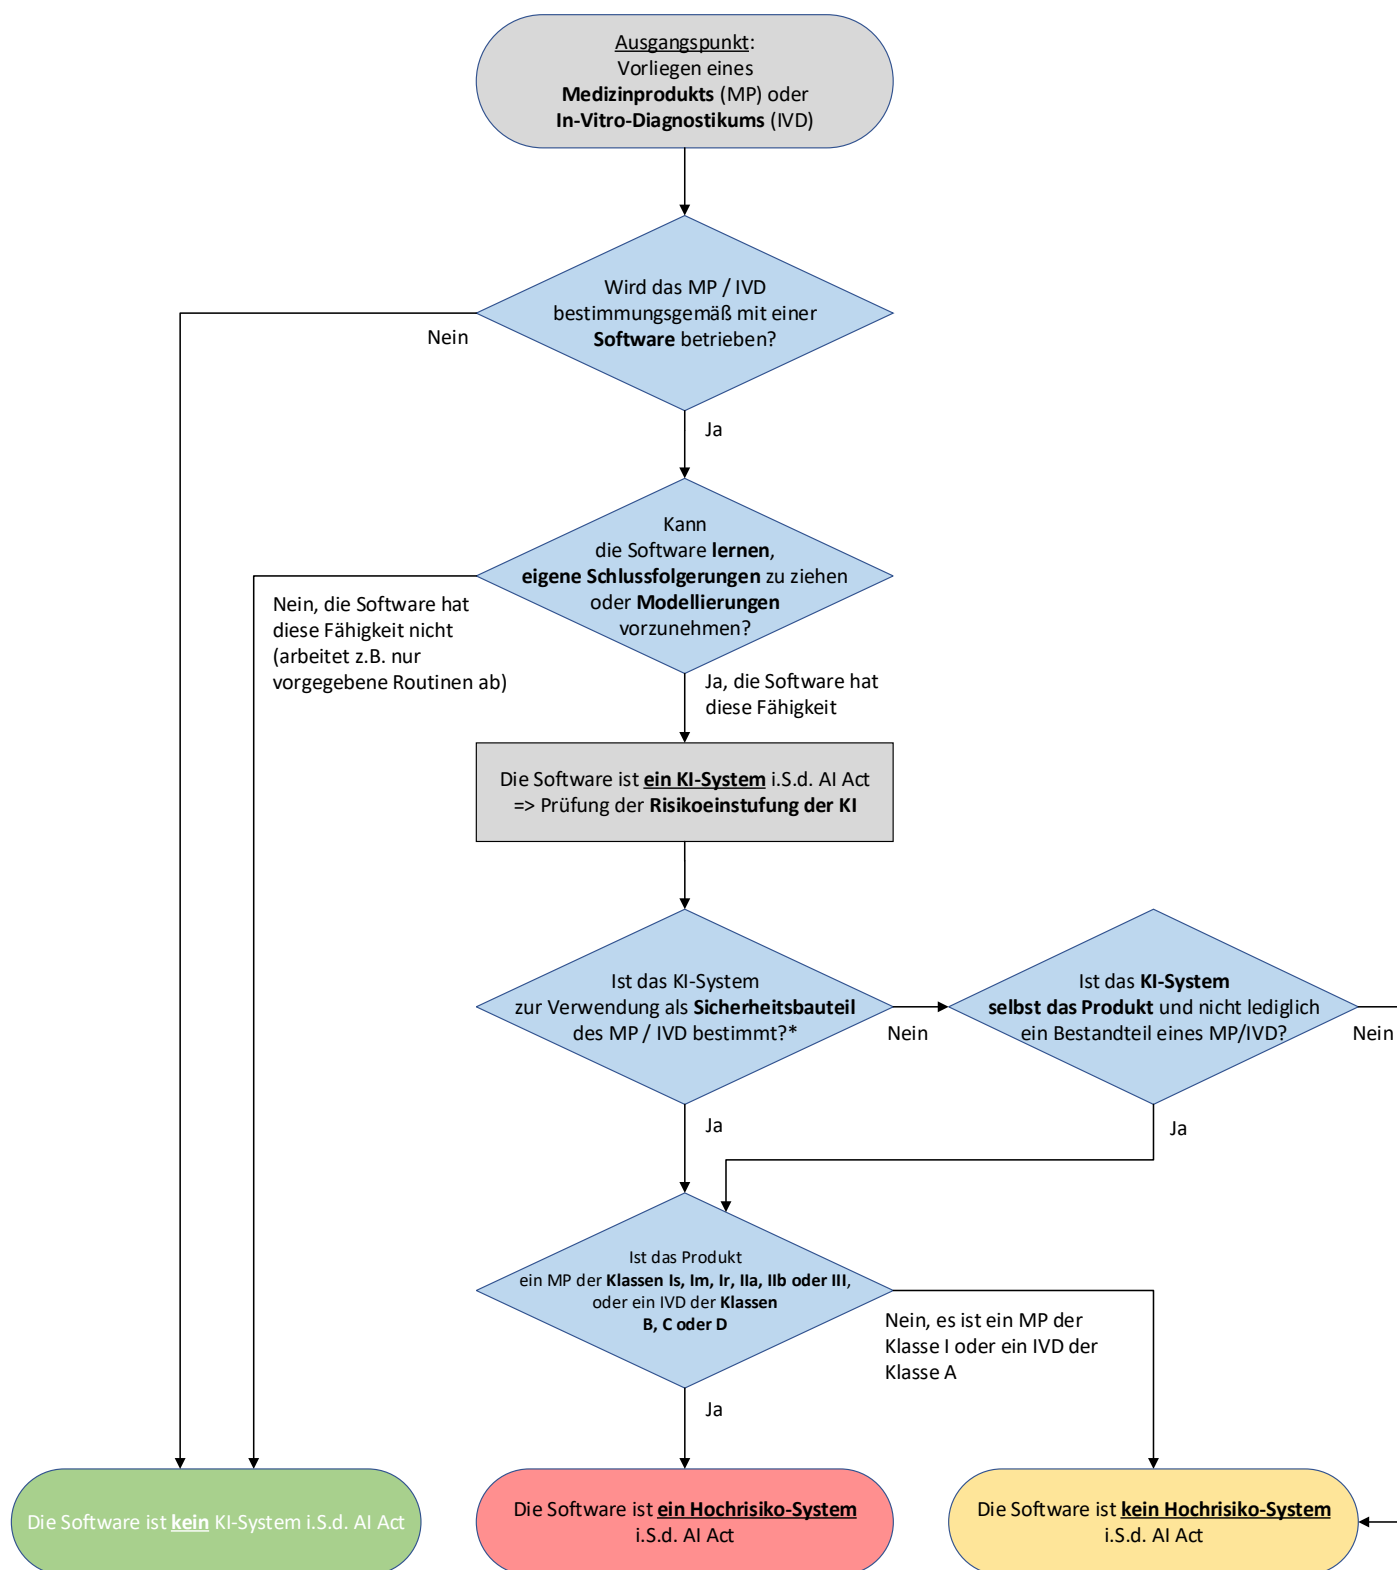 Ausgangspunkt:
Vorliegen eines
Medizinprodukts (MP) oder
In-Vitro-Diagnostikums (IVD)
Wird das MP / IVD
bestimmungsgemäß mit einer
Software betrieben?
Nein
Ja
Kann
die Software lernen,
eigene Schlussfolgerungen zu ziehen
oder Modellierungen
vorzunehmen?
Nein, die Software hat
diese Fähigkeit nicht
(arbeitet z.B. nur
vorgegebene Routinen ab)
Ja, die Software hat
diese Fähigkeit
Die Software ist ein KI-System i.S.d. AI Act
=> Prüfung der Risikoeinstufung der KI
Ist das KI-System
zur Verwendung als Sicherheitsbauteil
des MP / IVD bestimmt?*
Nein
Ist das KI-System
selbst das Produkt und nicht lediglich
ein Bestandteil eines MP/IVD?
Nein
Ja
Ja
Ist das Produkt
ein MP der Klassen Is, Im, Ir, IIa, IIb oder III,
oder ein IVD der Klassen
B, C oder D
Nein, es ist ein MP der
Klasse I oder ein IVD der
Klasse A
Ja
Die Software ist kein KI-System i.S.d. AI Act
Die Software ist ein Hochrisiko-System
i.S.d. AI Act
Die Software ist kein Hochrisiko-System
i.S.d. AI Act